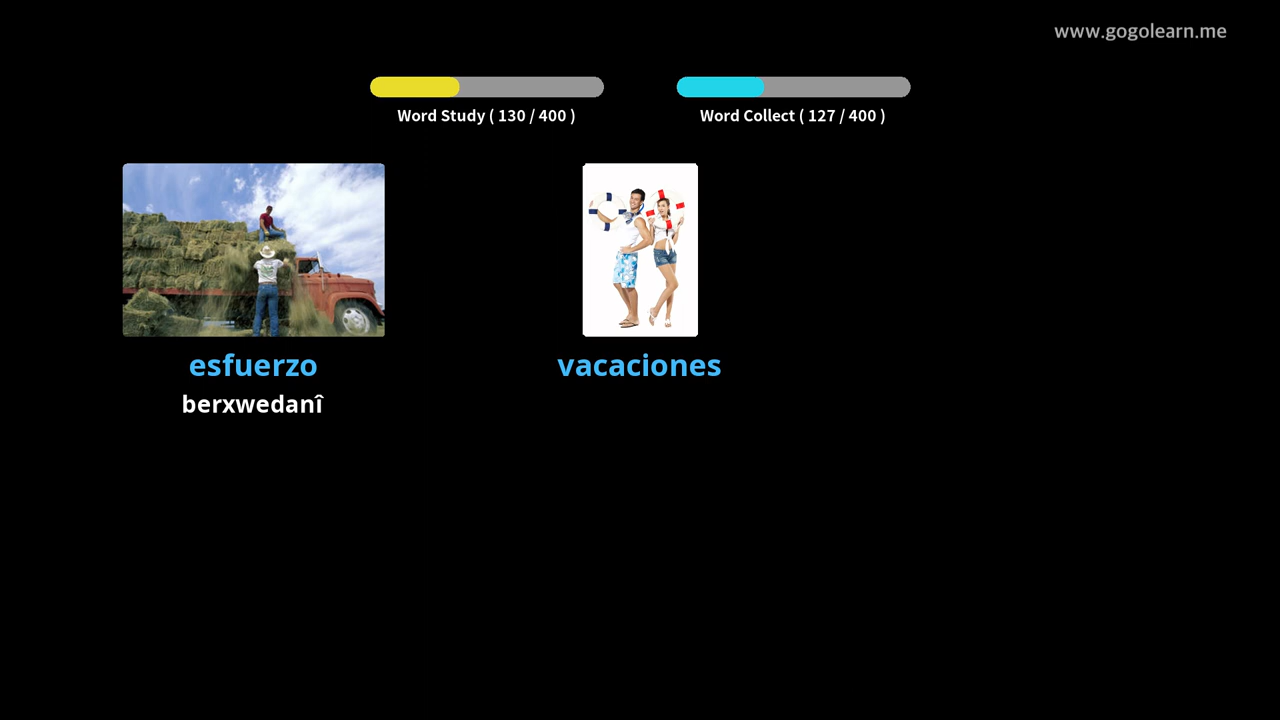 www.gogolearn.me
Word Study ( 130 / 400 )
Word Collect ( 127 / 400 )
esfuerzo
vacaciones
berxwedanî